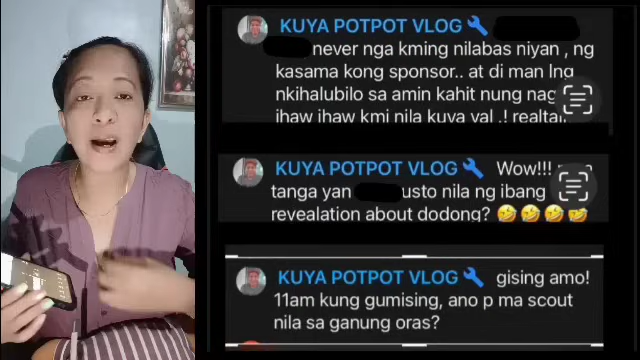 KUYA POTPOT VLOG
never nga kming nilabas niyan , ng
kasama kong sponsor.. at di man lng
nkihalubilo sa amin kahit nung nag
ihaw ihaw kmi nila kuya val .! realtalk
KUYA POTPOT VLOG Wow!!!
tanga yan usto nila ng ibang
revealation about dodong? 🤣🤣🤣🤣
KUYA POTPOT VLOG gising amo!
11am kung gumising, ano p ma scout
nila sa ganung oras?